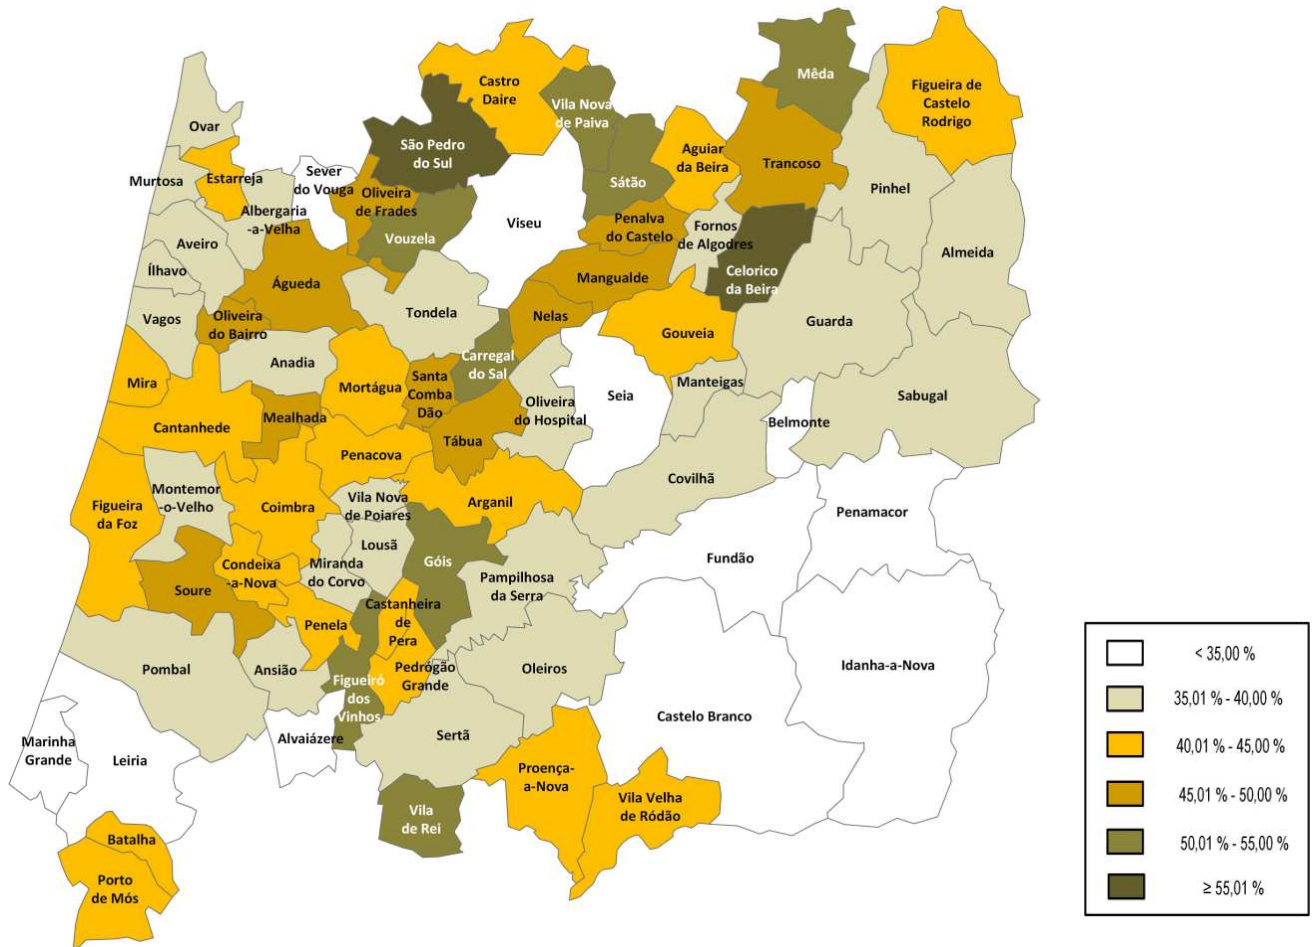 Castro
Daire
Mêda
Figueira de
Castelo
Rodrigo
Vila Nova
de Paiva
Ovar
São Pedro
do Sul
Aguiar
da Beira
Trancoso
Murtosa
Estarreja
Sever
do Vouga
Oliveira
de Frades
Sátão
Pinhel
Albergaria
-a-Velha
Viseu
Penalva
do Castelo
Fornos
de Algodres
Aveiro
Vouzela
Almeida
Ílhavo
Águeda
Mangualde
Celorico
da Beira
Vagos
Oliveira
do Bairro
Tondela
Nelas
Gouveia
Guarda
Anadia
Carregal
do Sal
Mira
Mortágua
Santa
Comba
Dão
Manteigas
Oliveira
do Hospital
Seia
Sabugal
Cantanhede
Mealhada
Belmonte
Tábua
Penacova
Covilhã
Montemor
-o-Velho
Figueira
da Foz
Coimbra
Vila Nova
de Poiares
Arganil
Penamacor
Lousã
Góis
Fundão
Condeixa
-a-Nova
Miranda
do Corvo
Soure
Pampilhosa
da Serra
Castanheira
de
Pera
Penela
Pombal
Ansião
Pedrógão
Grande
Oleiros
Idanha-a-Nova
Figueiró
dos
Vinhos
Castelo Branco
Alvaiázere
Sertã
Marinha
Grande
Leiria
Proença-
a-Nova
Vila
de Rei
Vila Velha
de Ródão
Batalha
Porto
de Mós
< 35,00 %
35,01 % - 40,00 %
40,01 % - 45,00 %
45,01 % - 50,00 %
50,01 % - 55,00 %
≥ 55,01 %